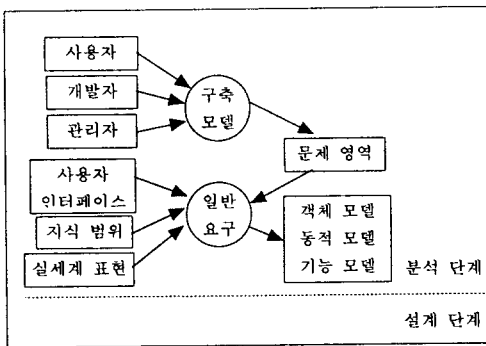 사용자
개발자
관리자
구축
모델
문제 영역
사용자
인터페이스
지식 범위
실세계 표현
일반
요구
객체 모델
동적 모델
기능 모델
분석 단계
설계 단계